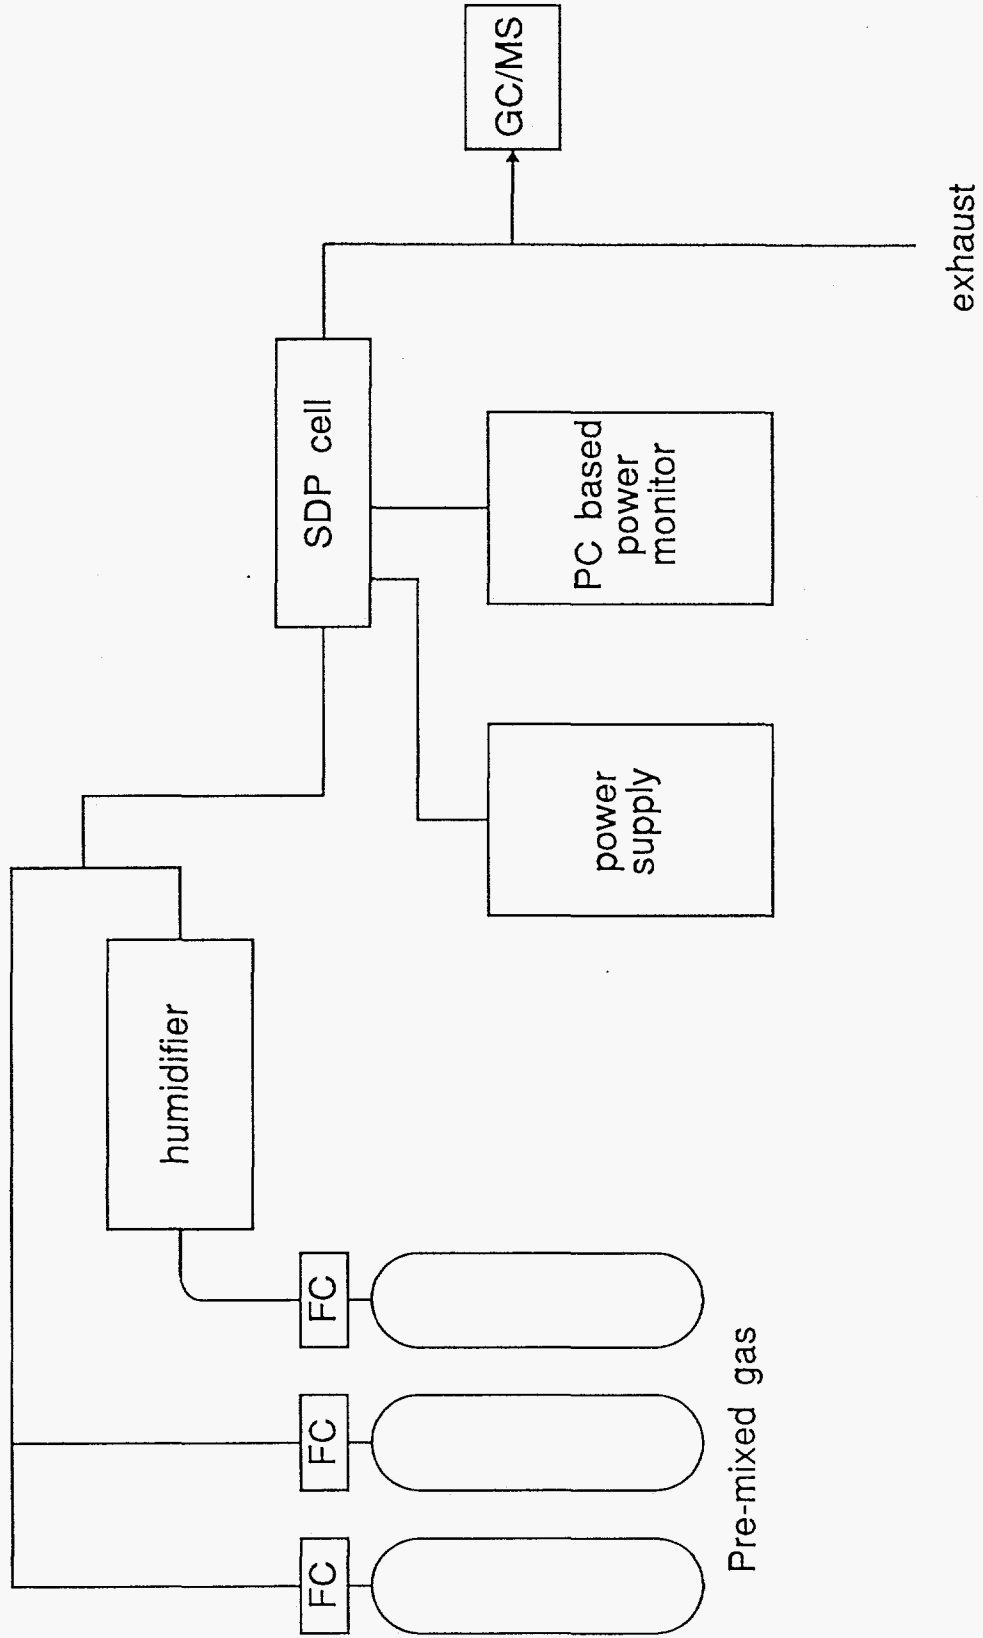 FC
FC
FC
Pre-mixed gas
humidifier
power
supply
SDP cell
PC based
power
monitor
GC/MS
exhaust